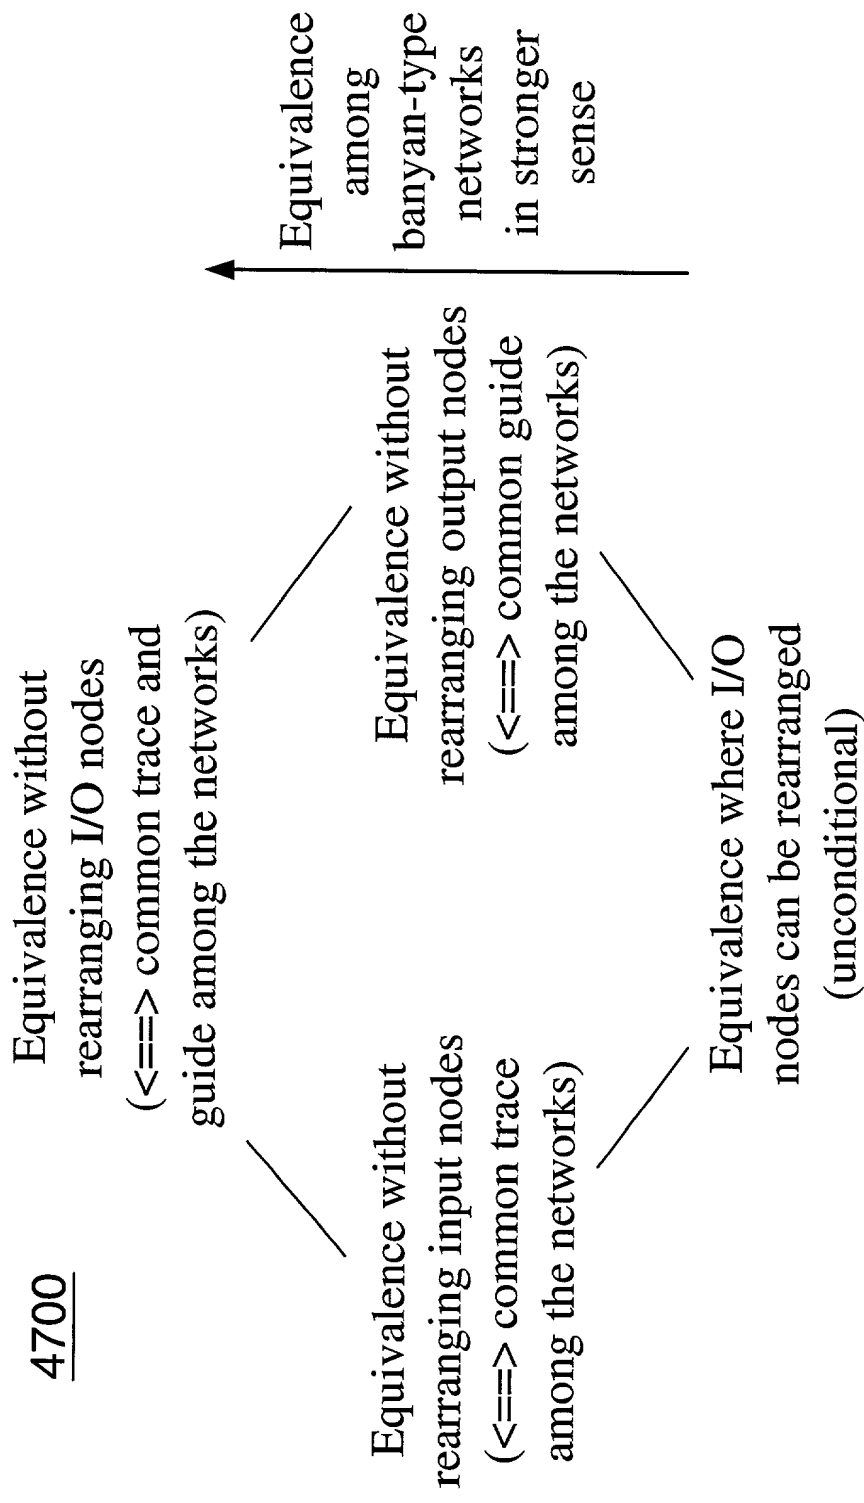 4700
Equivalence without
rearranging I/O nodes
(<==> common trace and
guide among the networks)
Equivalence without
rearranging input nodes
(<==> common trace
among the networks)
Equivalence without
rearranging output nodes
(<==> common guide
among the networks)
Equivalence where I/O
nodes can be rearranged
(unconditional)
Equivalence
among
banyan-type
networks
in stronger
sense